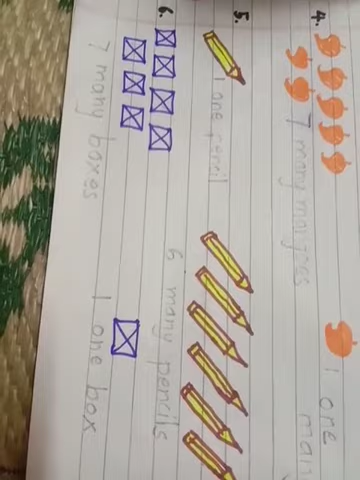 4.
7 many mangoes 1 one man
5.
1 one pencil 6 many pencils
6.
7 many boxes 1 one box